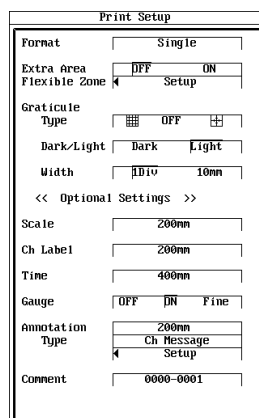 Print Setup
Format Single
Extra Area OFF ON
Flexible Zone Setup
Graticule
Type OFF
Dark/Light Dark Light
Width 1Div 10mm
<< Optional Settings >>
Scale 200mm
Ch Label 200mm
Time 400mm
Gauge OFF ON Fine
Annotation 200mm
Type Ch Message
Setup
Comment 0000-0001